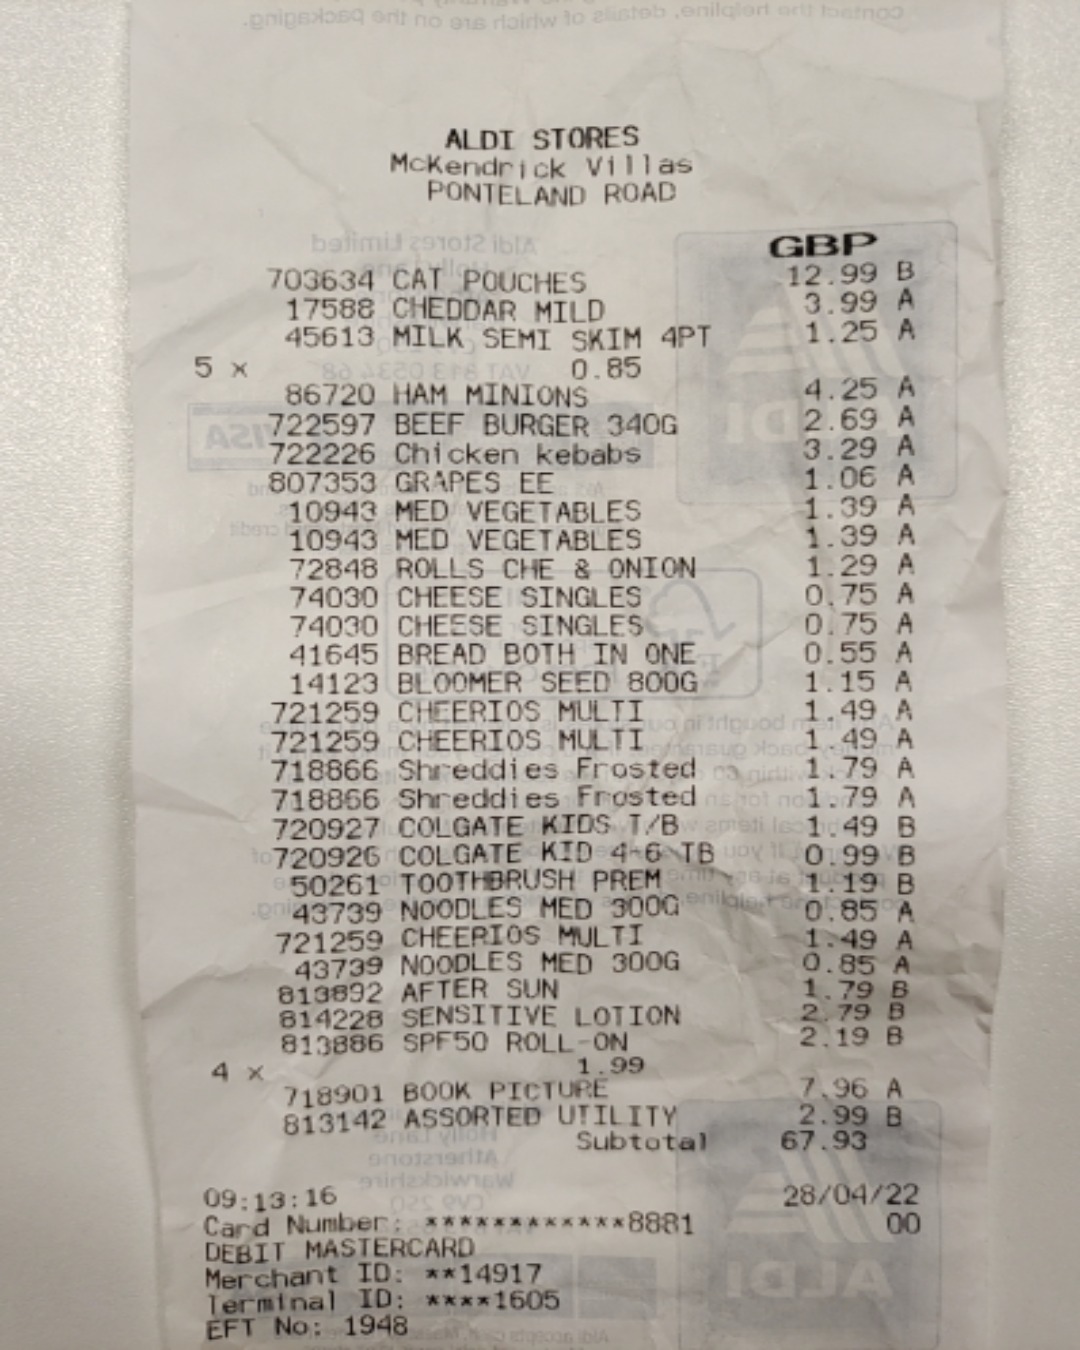 ALDI STORES
McKendrick Villas
PONTELAND ROAD
GBP
703634 CAT POUCHES 12.99 B
17588 CHEDDAR MILD 3.99 A
45613 MILK SEMI SKIM 4PT 1.25 A
5 x 0.85
86720 HAM MINIONS 4.25 A
722597 BEEF BURGER 340G 2.69 A
722226 Chicken kebabs 3.29 A
807353 GRAPES EE 1.06 A
10943 MED VEGETABLES 1.39 A
10943 MED VEGETABLES 1.39 A
72848 ROLLS CHE & ONION 1.29 A
74030 CHEESE SINGLES 0.75 A
74030 CHEESE SINGLES 0.75 A
41645 BREAD BOTH IN ONE 0.55 A
14123 BLOOMER SEED 800G 1.15 A
721259 CHEERIOS MULTI 1.49 A
721259 CHEERIOS MULTI 1.49 A
718866 Shreddies Frosted 1.79 A
718866 Shreddies Frosted 1.79 A
720927 COLGATE KIDS T/B 1.49 B
720926 COLGATE KID 4-6 TB 0.99 B
50261 TOOTHBRUSH PREM 1.19 B
43739 NOODLES MED 300G 0.85 A
721259 CHEERIOS MULTI 1.49 A
43739 NOODLES MED 300G 0.85 A
813892 AFTER SUN 1.79 B
814228 SENSITIVE LOTION 2.79 B
813886 SPF50 ROLL-ON 2.19 B
4 x 1.99
718901 BOOK PICTURE 7.96 A
813142 ASSORTED UTILITY 2.99 B
Subtotal 67.93
09:13:16 28/04/22
Card Number: ************8881 00
DEBIT MASTERCARD
Merchant ID: **14917
Terminal ID: ****1605
EFT No: 1948